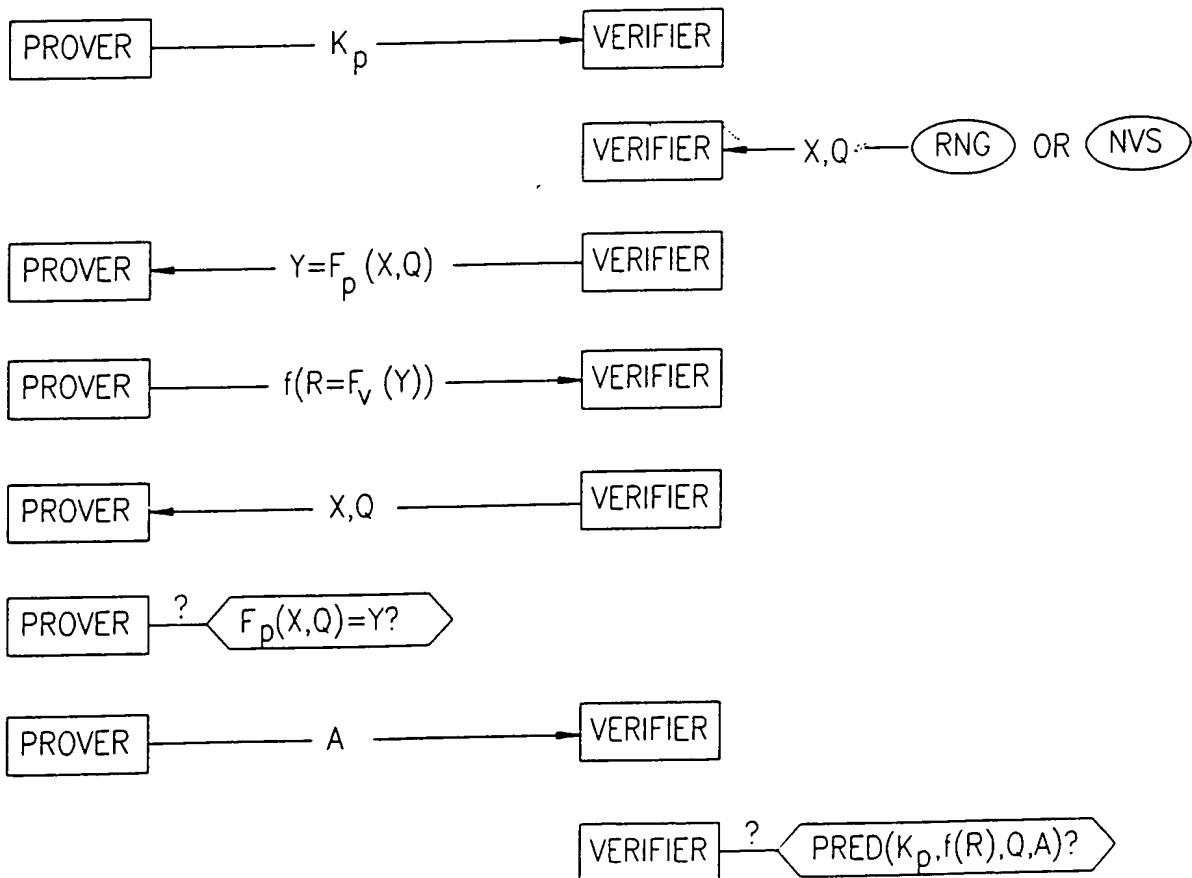 PROVER K_p VERIFIER
VERIFIER X,Q RNG OR NVS
PROVER Y=F_p (X,Q) VERIFIER
PROVER f(R=F_v (Y)) VERIFIER
PROVER X,Q VERIFIER
PROVER ? F_p(X,Q)=Y?
PROVER A VERIFIER
VERIFIER ? PRED(K_p,f(R),Q,A)?